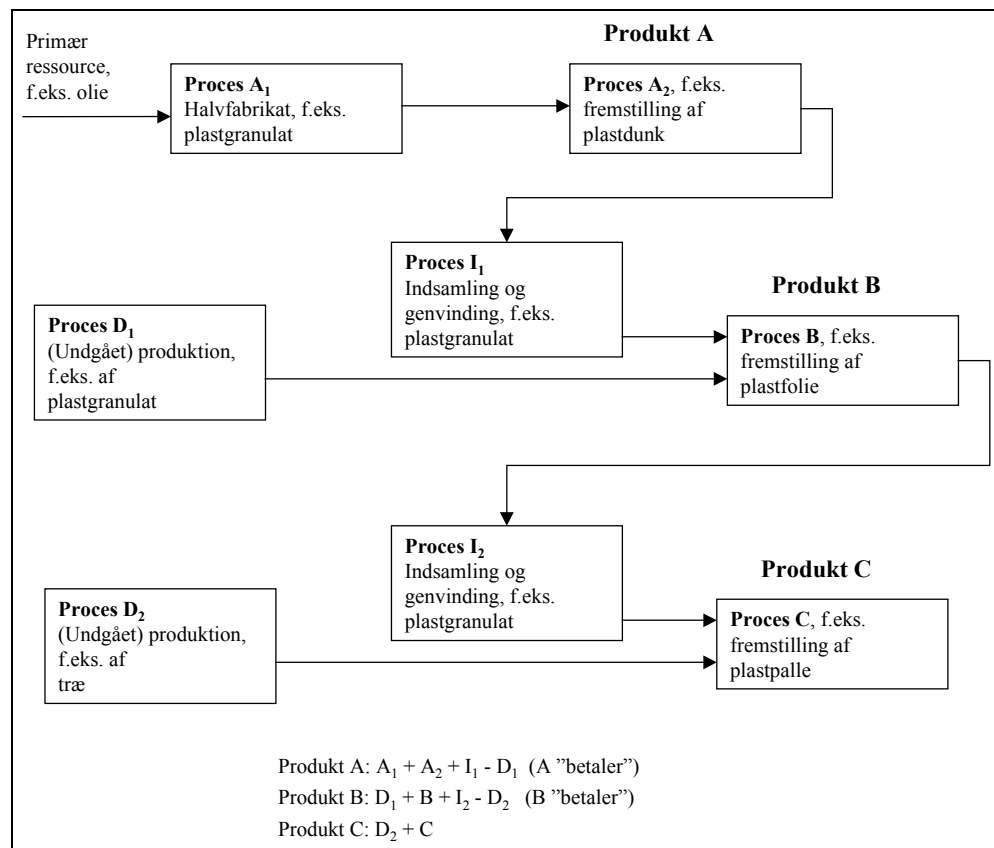 Produkt A
Primær
ressource,
f.eks. olie
Proces A₁
Halvfabrikat, f.eks.
plastgranulat
Proces A₂, f.eks.
fremstilling af
plastdunk
Proces I₁
Indsamling og
genvinding, f.eks.
plastgranulat
Produkt B
Proces D₁
(Undgået) produktion,
f.eks. af
plastgranulat
Proces B, f.eks.
fremstilling af
plastfolie
Proces I₂
Indsamling og
genvinding, f.eks.
plastgranulat
Produkt C
Proces D₂
(Undgået) produktion,
f.eks. af
træ
Proces C, f.eks.
fremstilling af
plastpalle
Produkt A: A₁ + A₂ + I₁ - D₁ (A ”betaler”)
Produkt B: D₁ + B + I₂ - D₂ (B ”betaler”)
Produkt C: D₂ + C